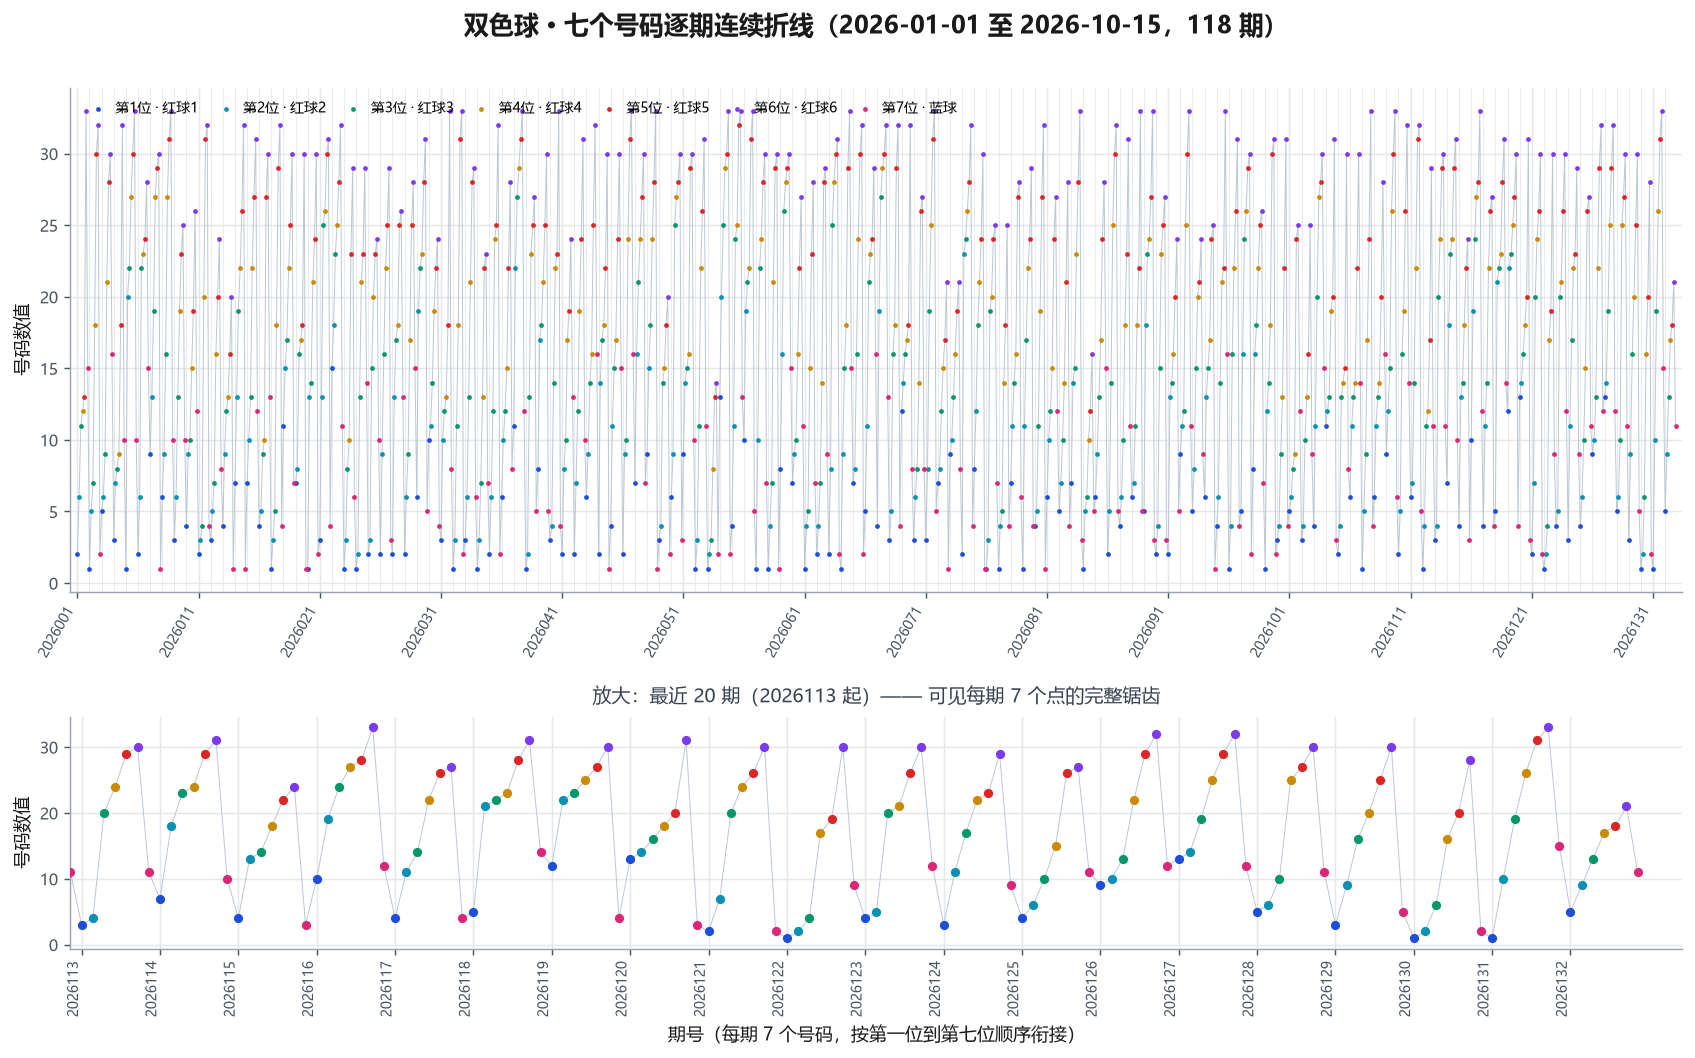 双色球 • 七个号码逐期连续折线（2026-01-01 至 2026-10-15，118 期）
第1位 · 红球1 第2位 · 红球2 第3位 · 红球3 第4位 · 红球4 第5位 · 红球5 第6位 · 红球6 第7位 · 蓝球
号码数值
30
25
20
15
10
5
0
2026001 2026011 2026021 2026031 2026041 2026051 2026061 2026071 2026081 2026091 2026101 2026111 2026121 2026131
放大：最近 20 期（2026113 起）—— 可见每期 7 个点的完整锯齿
号码数值
30
20
10
0
2026113 2026114 2026115 2026116 2026117 2026118 2026119 2026120 2026121 2026122 2026123 2026124 2026125 2026126 2026127 2026128 2026129 2026130 2026131 2026132
期号（每期 7 个号码，按第一位到第七位顺序衔接）